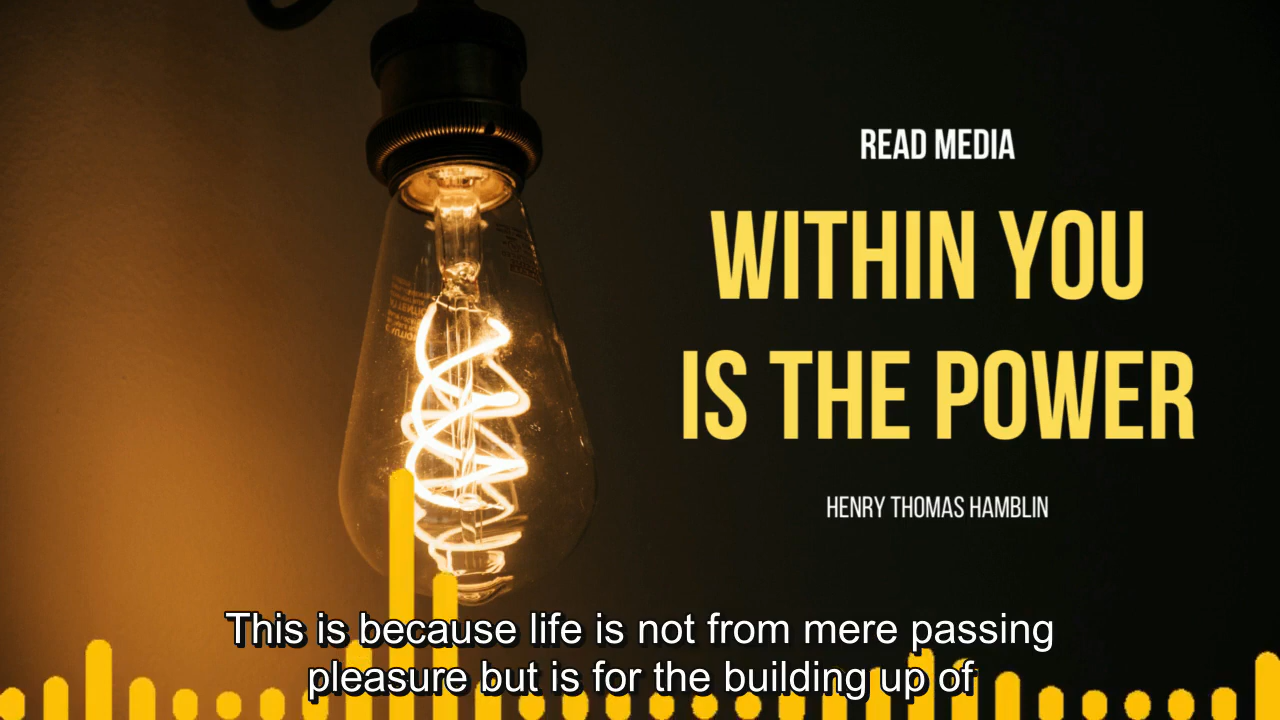 READ MEDIA
WITHIN YOU
IS THE POWER
HENRY THOMAS HAMBLIN
This is because life is not from mere passing
pleasure but is for the building up of